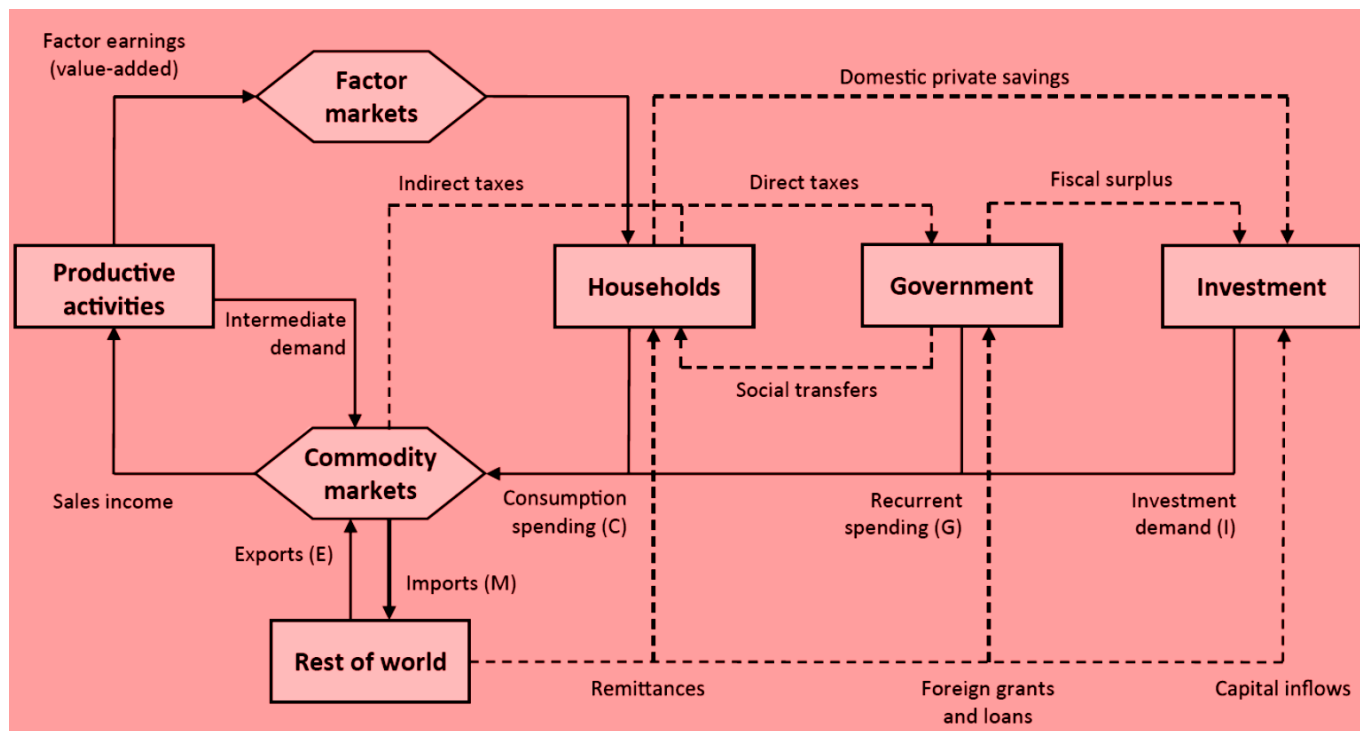 Factor earnings
(value-added)
Factor
markets
Domestic private savings
Indirect taxes
Direct taxes
Fiscal surplus
Productive
activities
Households
Government
Investment
Intermediate
demand
Social transfers
Commodity
markets
Sales income
Consumption
spending (C)
Recurrent
spending (G)
Investment
demand (I)
Exports (E)
Imports (M)
Rest of world
Remittances
Foreign grants
and loans
Capital inflows